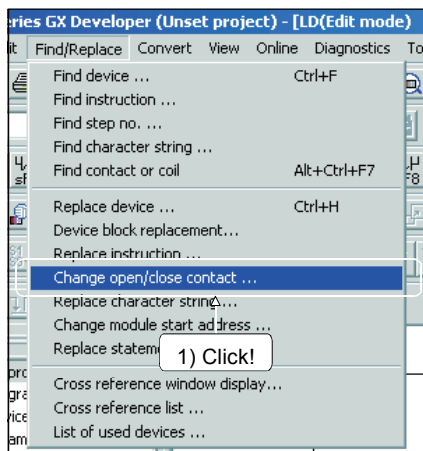 ries GX Developer (Unset project) - [LD(Edit mode)
it Find/Replace Convert View Online Diagnostics To
Find device ... Ctrl+F
Find instruction ...
Find step no. ...
Find character string ...
Find contact or coil Alt+Ctrl+F7
F8
Replace device ... Ctrl+H
Device block replacement...
Replace instruction ...
Change open/close contact ...
Replace character string...
Change module start address ...
Replace statem
1) Click!
Cross reference window display...
Cross reference list ...
List of used devices ...